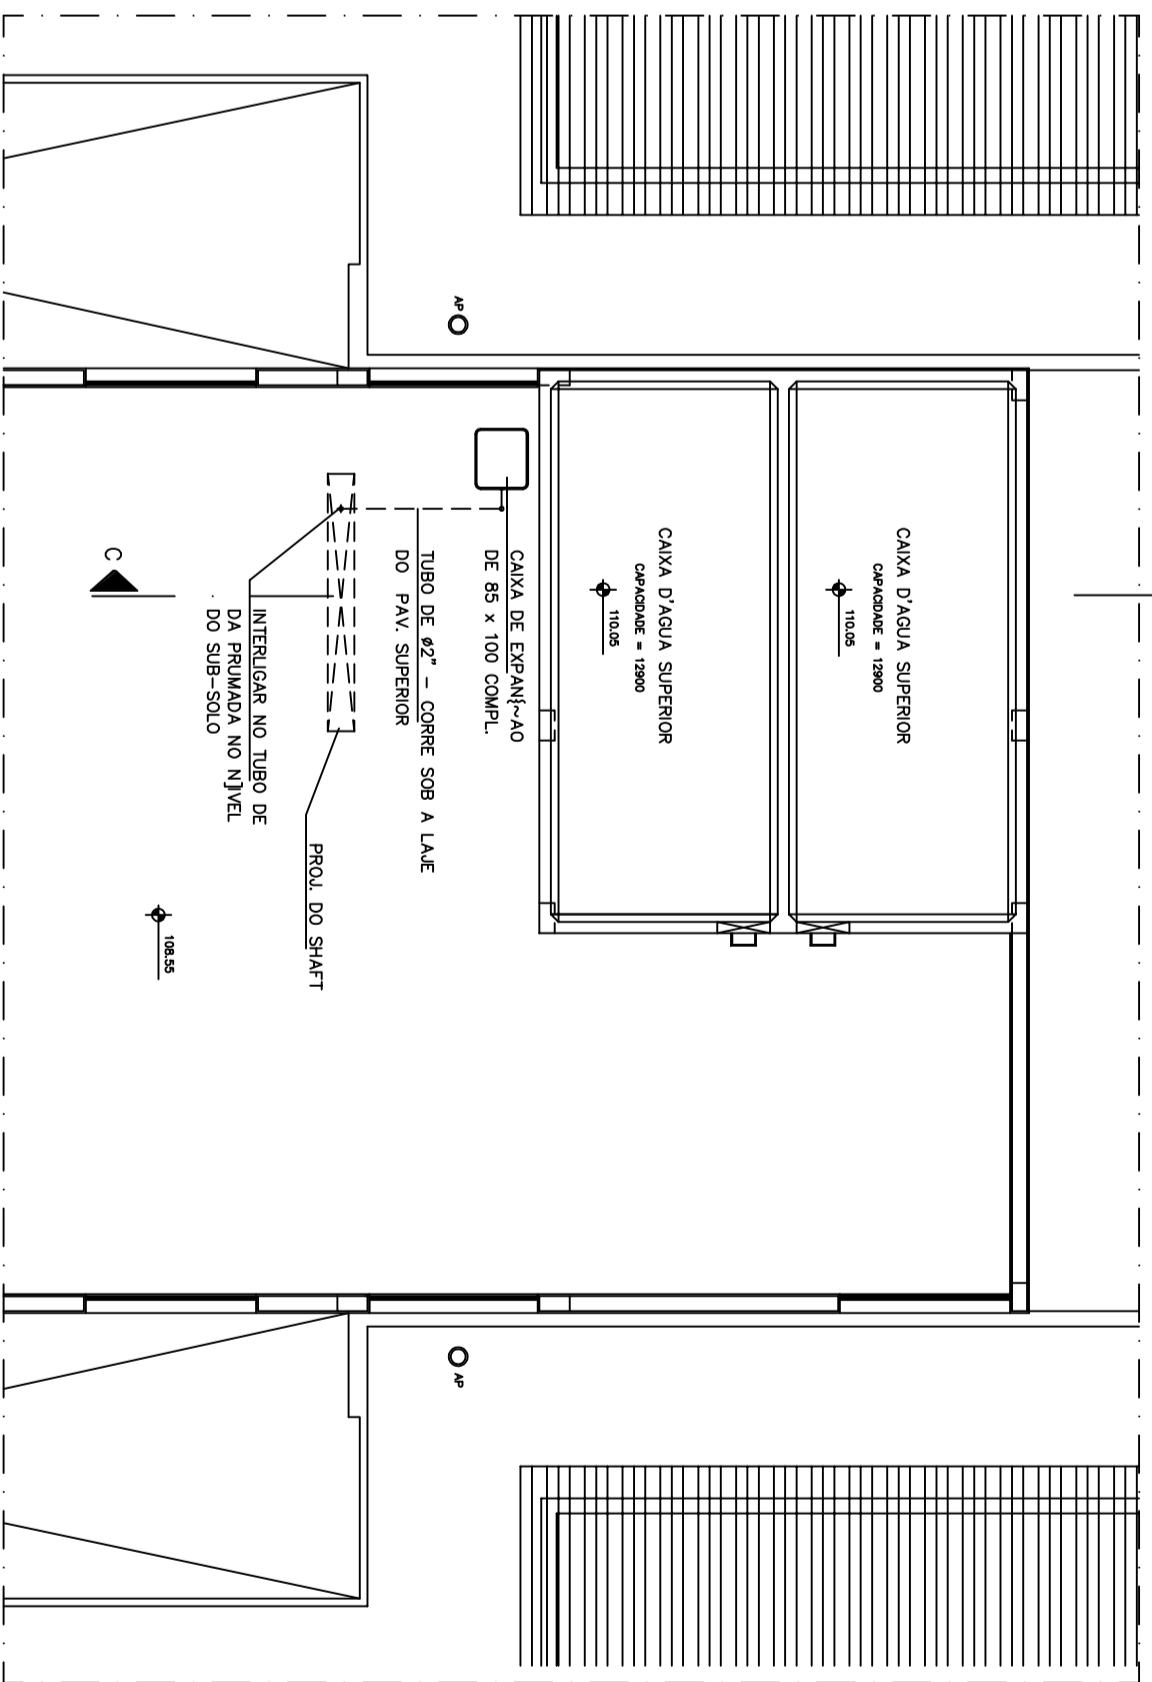 AP
CAIXA D'AGUA SUPERIOR
CAPACIDADE = 12900
110.05
CAIXA D'AGUA SUPERIOR
CAPACIDADE = 12900
110.05
CAIXA DE EXPAN§~AO
DE 85 x 100 COMPL.
TUBO DE ø2" – CORRE SOB A LAJE
DO PAV. SUPERIOR
PROJ. DO SHAFT
INTERLIGAR NO TUBO DE
DA PRUMADA NO N]IVEL
DO SUB–SOLO
C
108.55
AP